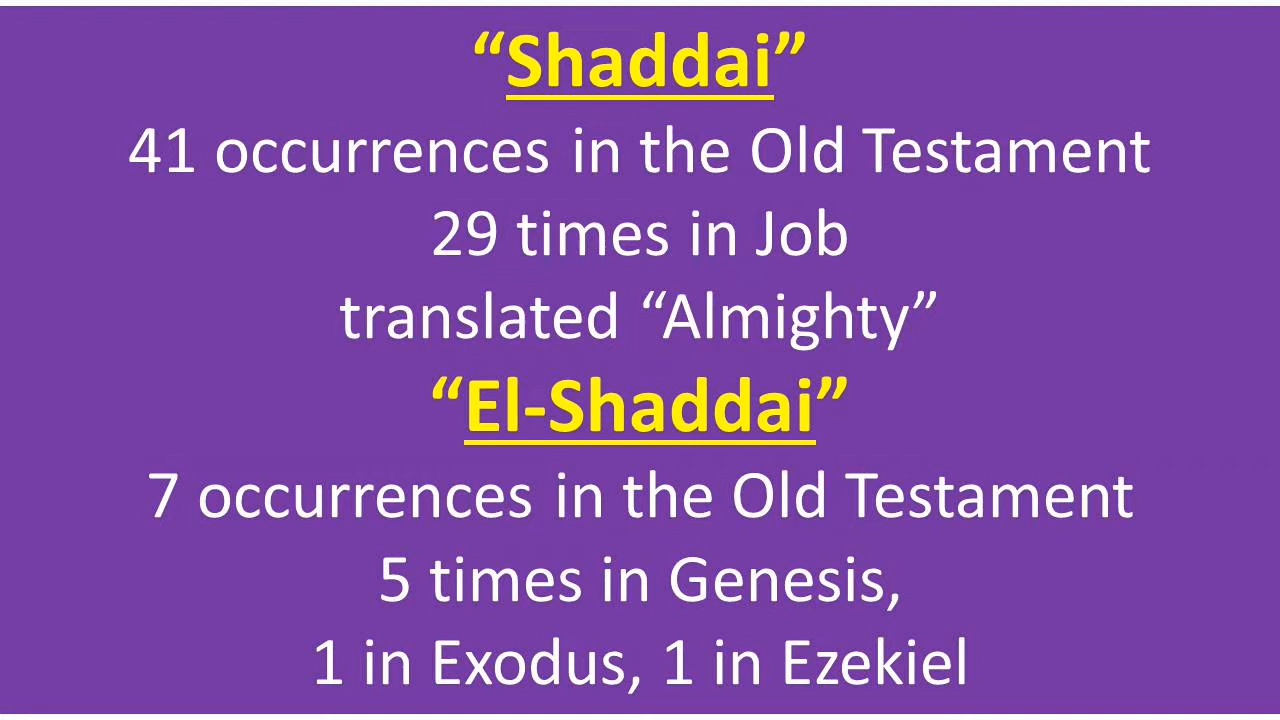 “Shaddai”
41 occurrences in the Old Testament
29 times in Job
translated “Almighty”
“El-Shaddai”
7 occurrences in the Old Testament
5 times in Genesis,
1 in Exodus, 1 in Ezekiel